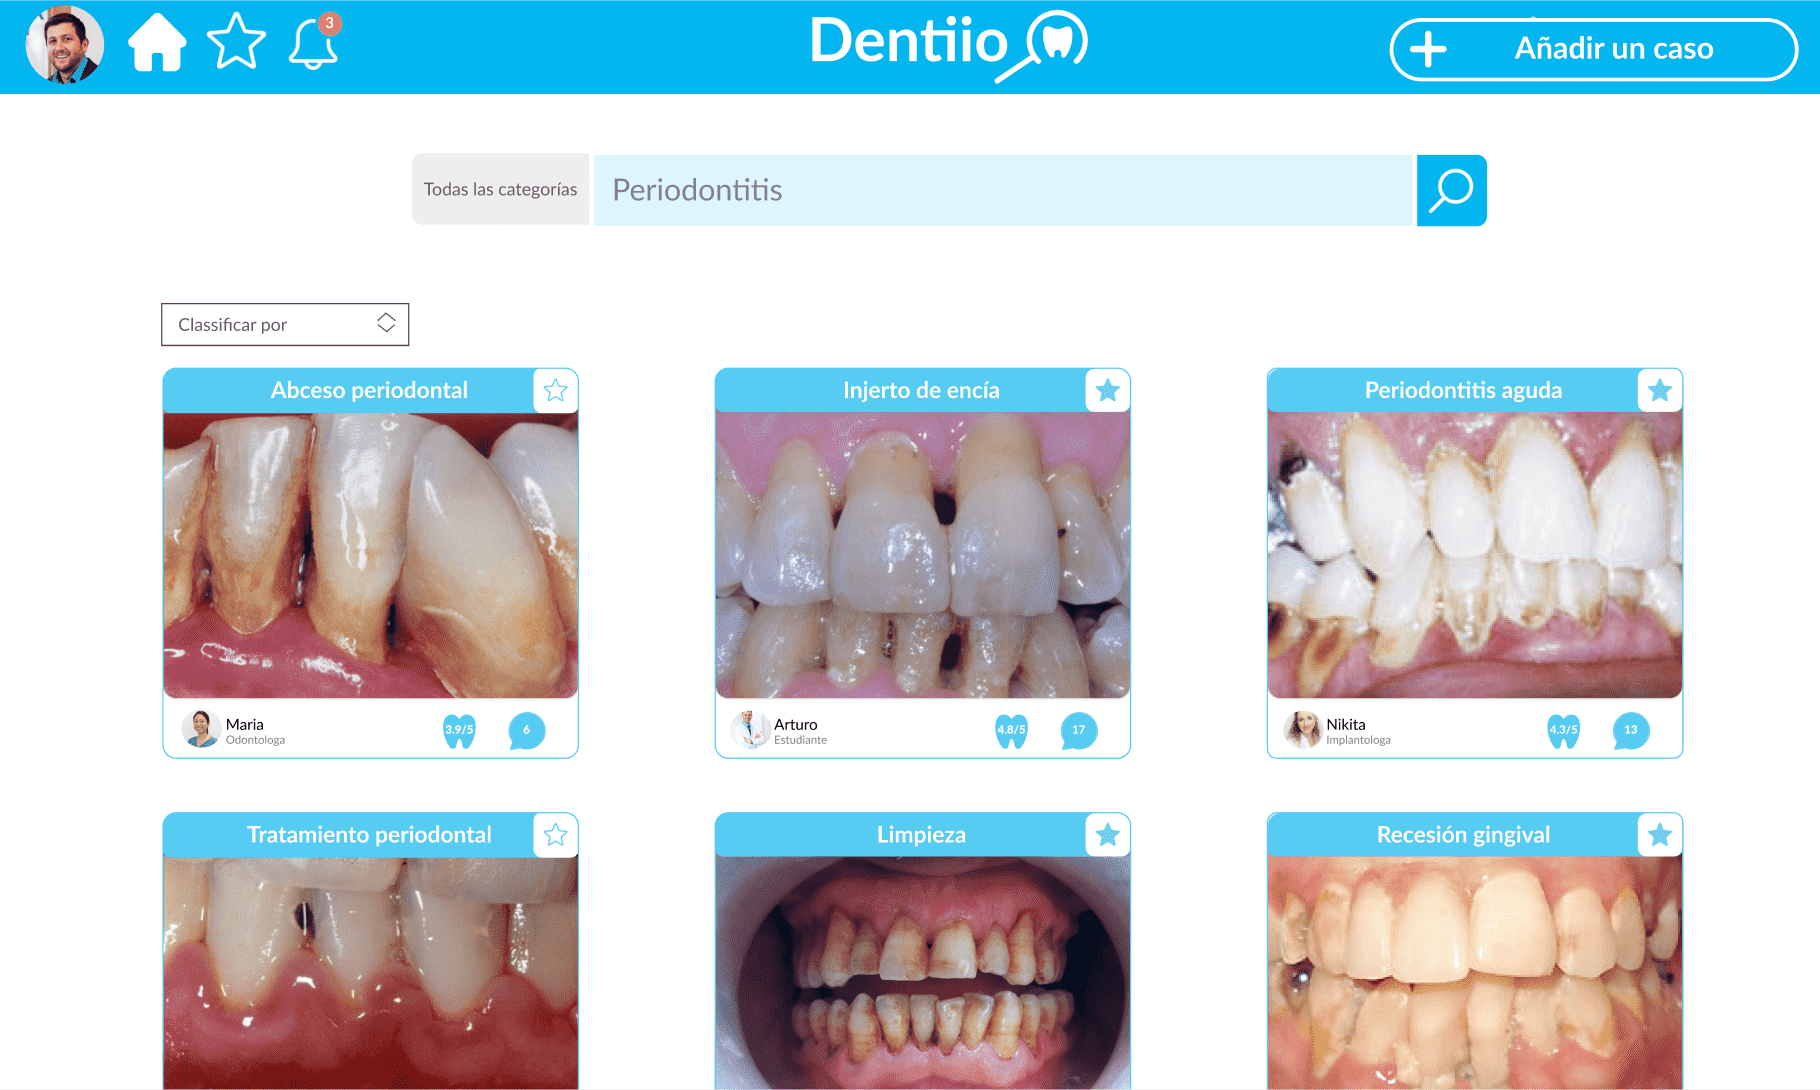 3
Dentiio
Añadir un caso
Todas las categorías
Periodontitis
Classificar por
Abceso periodontal
Injerto de encía
Periodontitis aguda
Maria
Odontologa
3.9/5
6
Arturo
Estudiante
4.8/5
17
Nikita
Implantologa
4.3/5
13
Tratamiento periodontal
Limpieza
Recesión gingival